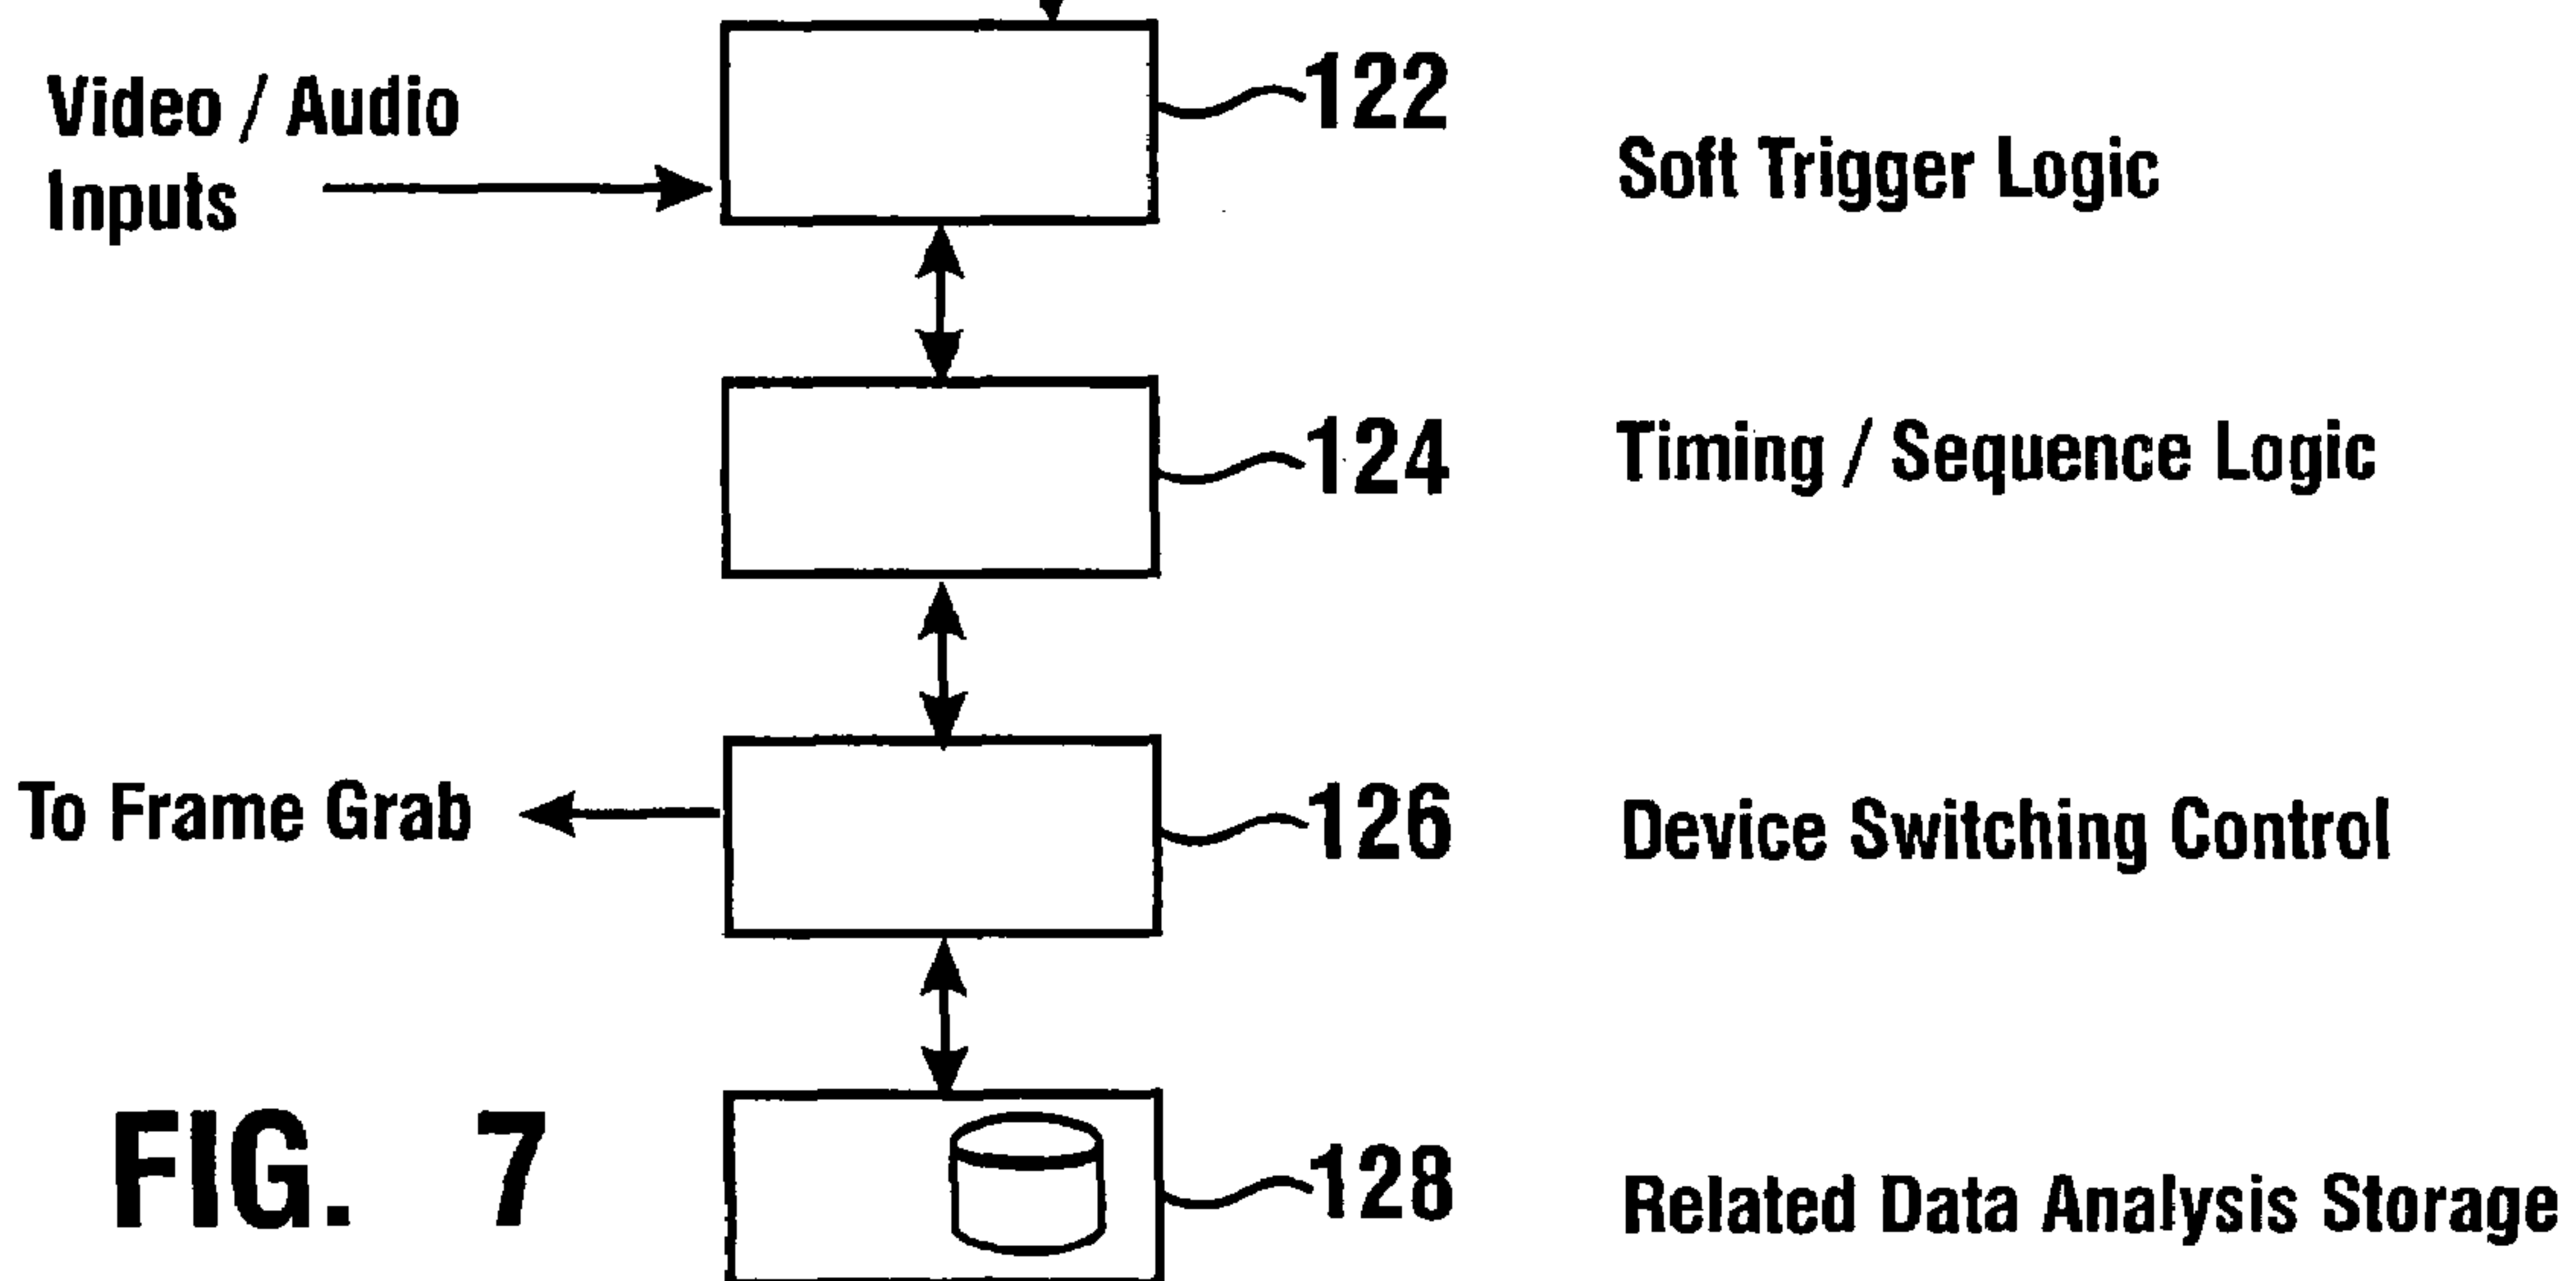 Video / Audio
Inputs
122
Soft Trigger Logic
124
Timing / Sequence Logic
To Frame Grab
126
Device Switching Control
FIG. 7
128
Related Data Analysis Storage